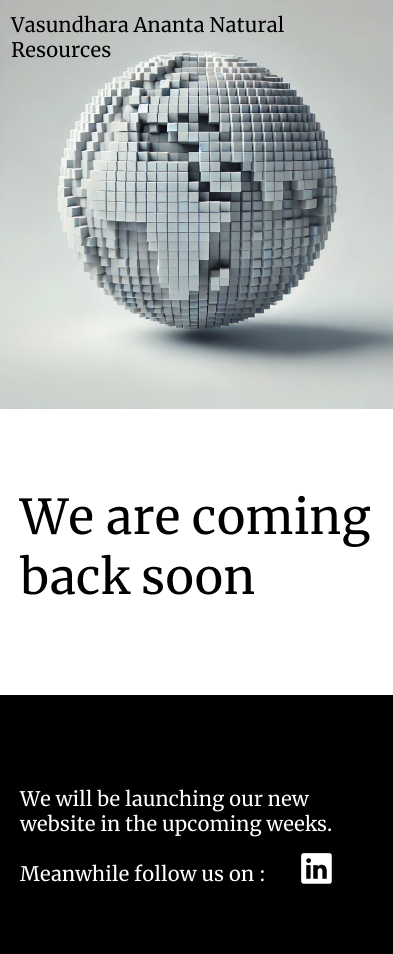 Vasundhara Ananta Natural
Resources
We are coming
back soon
We will be launching our new
website in the upcoming weeks.
Meanwhile follow us on :
in